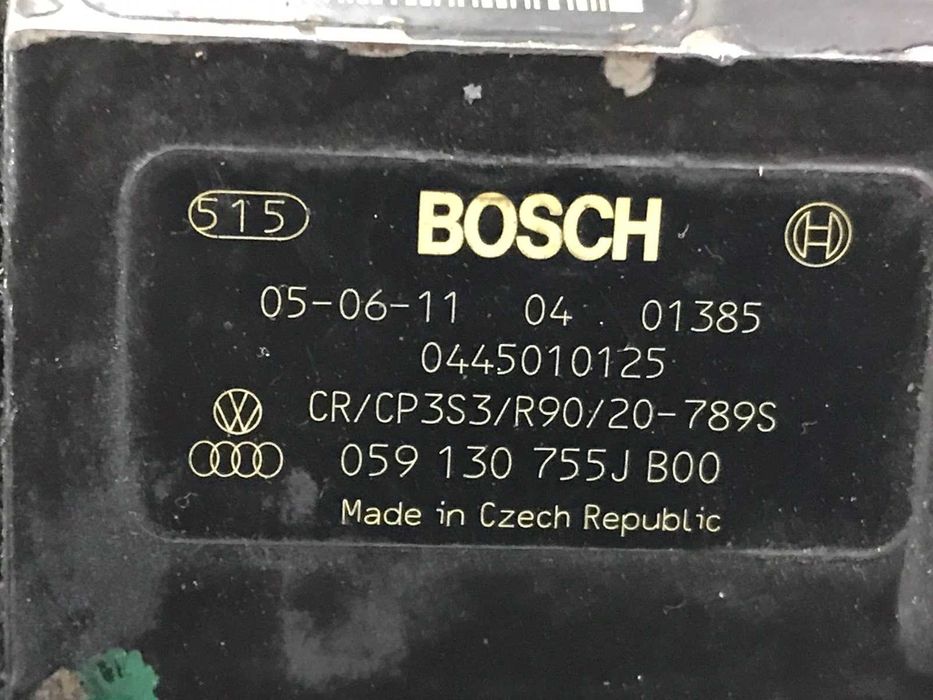 515 BOSCH
05-06-11 04 01385
0445010125
CR/CP3S3/R90/20-789S
059 130 755J B00
Made in Czech Republic